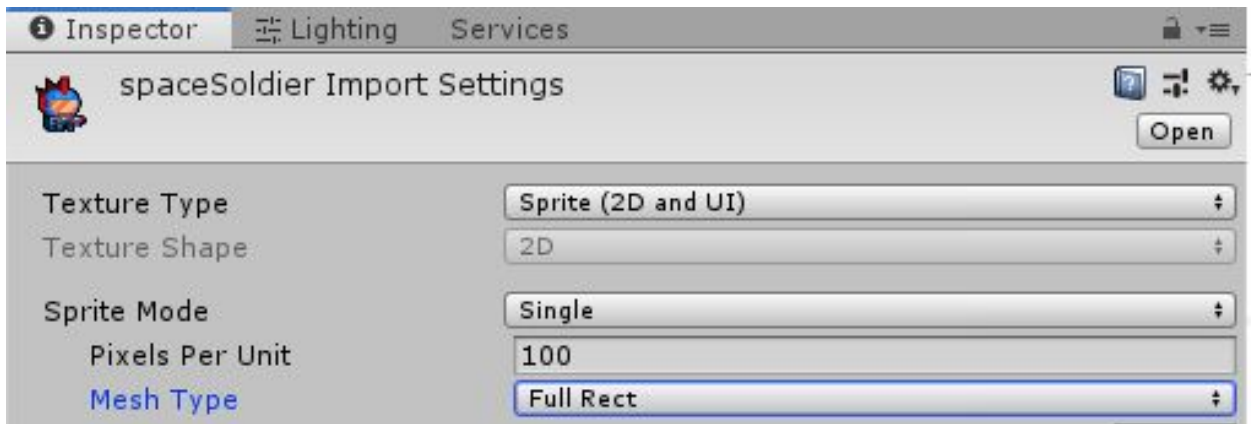 Inspector Lighting Services
spaceSoldier Import Settings
Open
Texture Type Sprite (2D and UI)
Texture Shape 2D
Sprite Mode Single
Pixels Per Unit 100
Mesh Type Full Rect